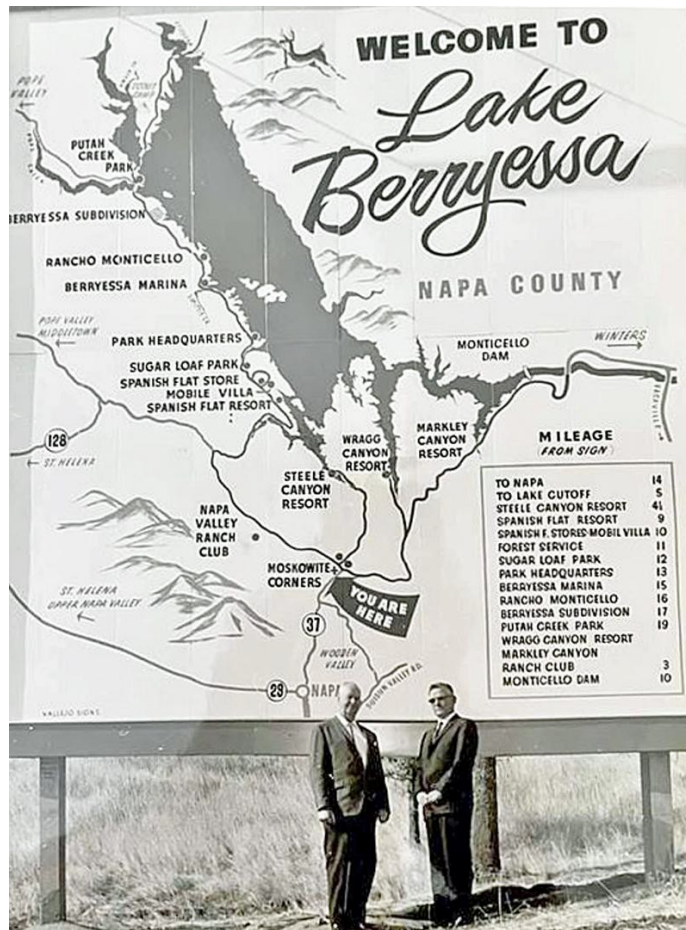 WELCOME TO
Lake
Berryessa
NAPA COUNTY
POPE
VALLEY
PUTAH
CREEK
PARK
BERRYESSA SUBDIVISION
RANCHO MONTICELLO
BERRYESSA MARINA
POPE VALLEY
MIDDLETOWN
PARK HEADQUARTERS
SUGAR LOAF PARK
SPANISH FLAT STORE
MOBILE VILLA
SPANISH FLAT RESORT
MONTICELLO
DAM
WINTERS
VACAVILLE
128
ST. HELENA
STEELE
CANYON
RESORT
WRAGG
CANYON
RESORT
MARKLEY
CANYON
RESORT
NAPA
VALLEY
RANCH
CLUB
MOSKOWITE
CORNERS
YOU ARE
HERE
ST. HELENA
UPPER NAPA VALLEY
37
WOODEN
VALLEY
SUISUN VALLEY RD.
29
NAPA
VALLEJO SIGNS
MILEAGE
(FROM SIGN)
TO NAPA 14
TO LAKE CUTOFF 5
STEELE CANYON RESORT 4½
SPANISH FLAT RESORT 9
SPANISH F. STORES-MOBIL VILLA 10
FOREST SERVICE 11
SUGAR LOAF PARK 12
PARK HEADQUARTERS 13
BERRYESSA MARINA 15
RANCHO MONTICELLO 16
BERRYESSA SUBDIVISION 17
PUTAH CREEK PARK 19
WRAGG CANYON RESORT
MARKLEY CANYON
RANCH CLUB 3
MONTICELLO DAM 10